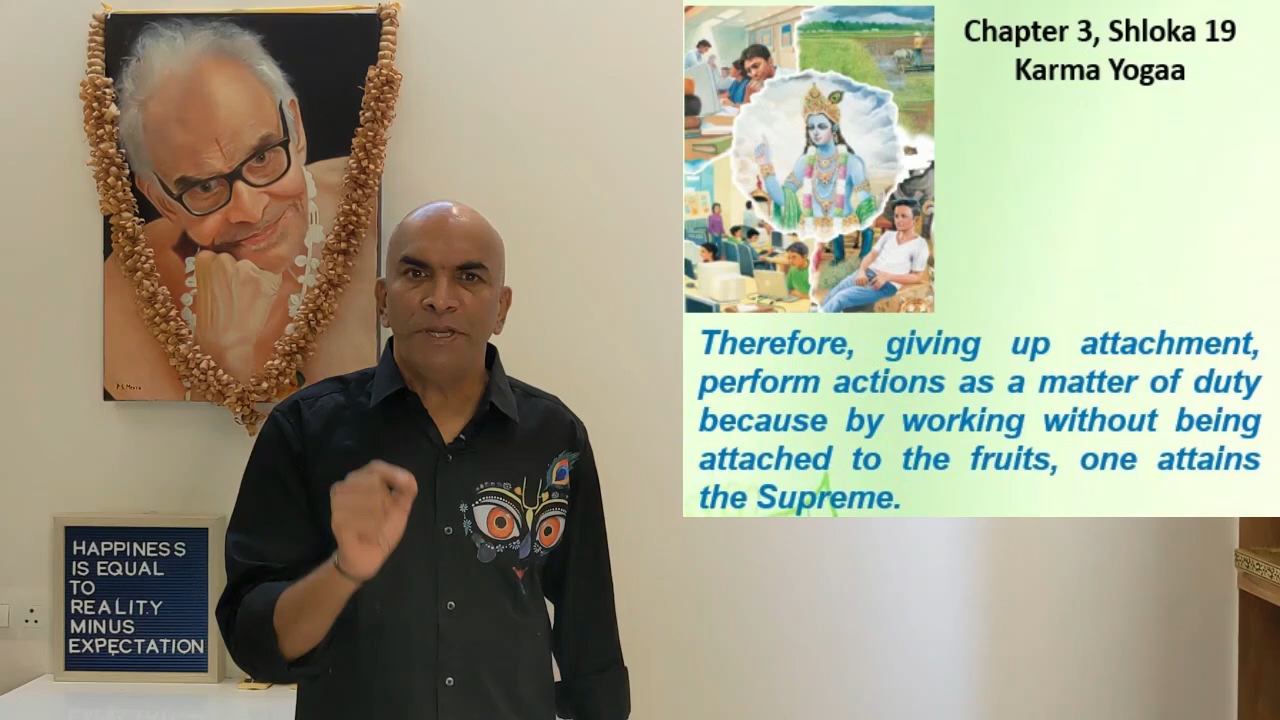 Chapter 3, Shloka 19
Karma Yogaa
Therefore, giving up attachment,
perform actions as a matter of duty
because by working without being
attached to the fruits, one attains
the Supreme.
HAPPINESS
IS EQUAL
TO
REALITY
MINUS
EXPECTATION